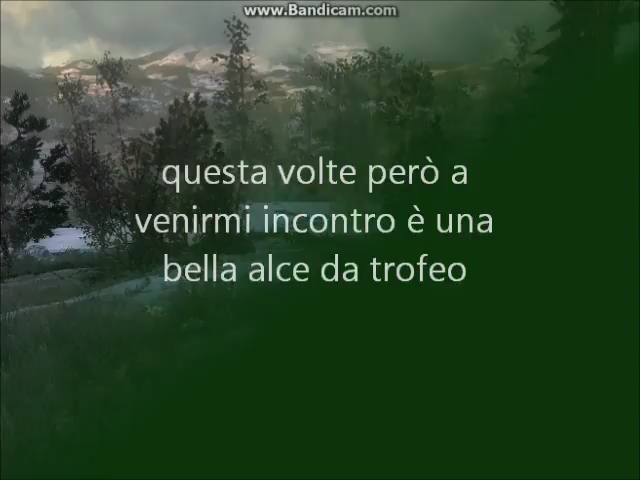 www.Bandicam.com
questa volte però a
venirmi incontro è una
bella alce da trofeo